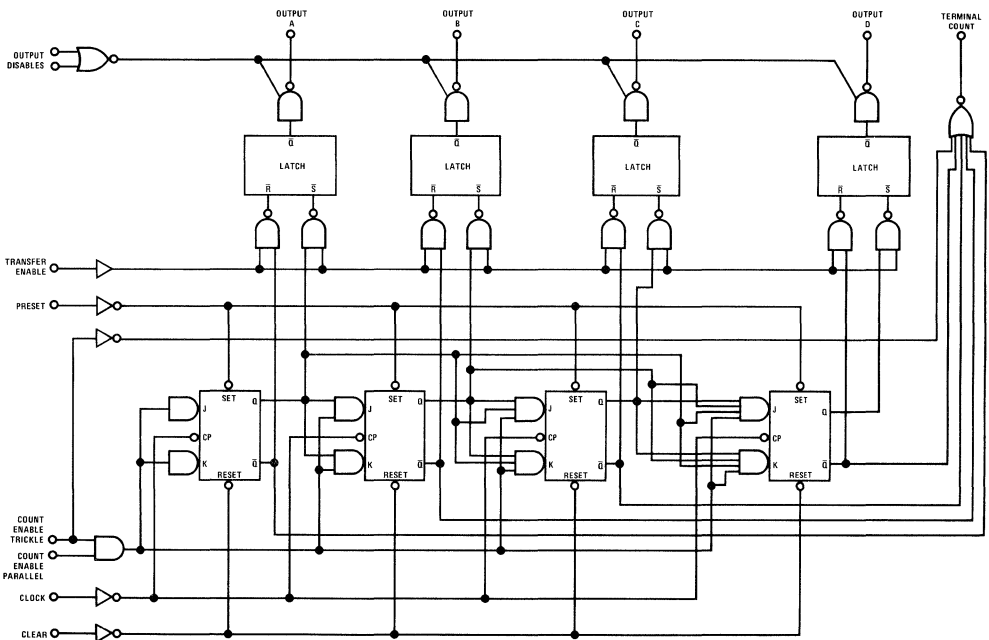 OUTPUT
A
OUTPUT
B
OUTPUT
C
OUTPUT
D
TERMINAL
COUNT
OUTPUT
DISABLES
Q̅
LATCH
R̅ S̅
Q̅
LATCH
R̅ S̅
Q̅
LATCH
R̅ S̅
Q̅
LATCH
R̅ S̅
TRANSFER
ENABLE
PRESET
SET
J
Q
CP
K
Q̅
RESET
SET
J
Q
CP
K
Q̅
RESET
SET
J
Q
CP
K
Q̅
RESET
SET
J
Q
CP
K
Q̅
RESET
COUNT
ENABLE
TRICKLE
COUNT
ENABLE
PARALLEL
CLOCK
CLEAR